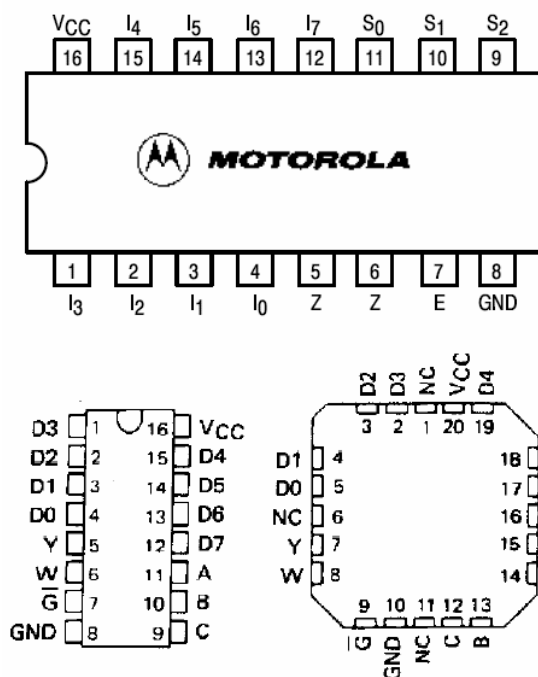 VCC I4 I5 I6 I7 S0 S1 S2
16 15 14 13 12 11 10 9
MOTOROLA
1 2 3 4 5 6 7 8
I3 I2 I1 I0 Z Z E GND
D3 1 16 VCC
D2 2 15 D4
D1 3 14 D5
D0 4 13 D6
Y 5 12 D7
W 6 11 A
G 7 10 B
GND 8 9 C
D2 D3 NC VCC D4
3 2 1 20 19
D1 4 18
D0 5 17
NC 6 16
Y 7 15
W 8 14
9 10 11 12 13
G GND NC C B